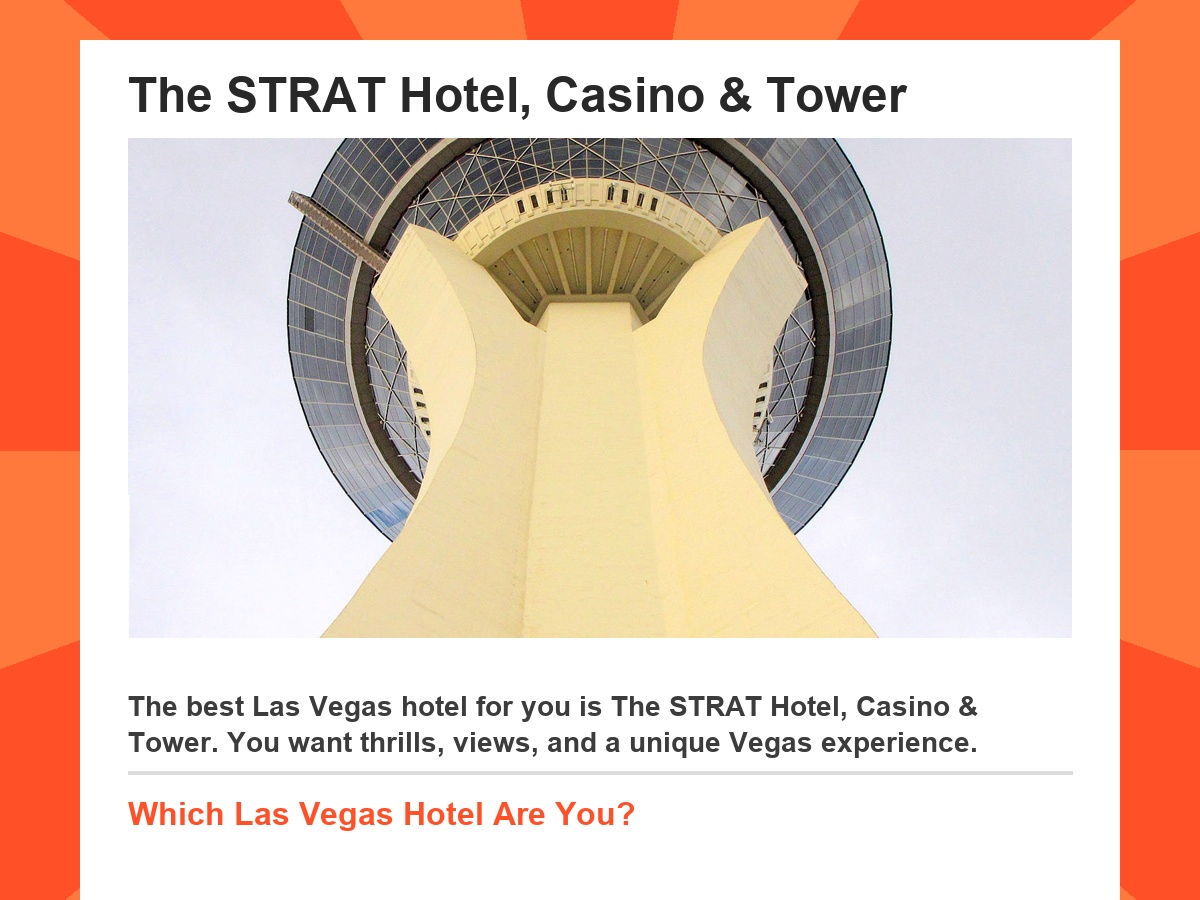 The STRAT Hotel, Casino & Tower
The best Las Vegas hotel for you is The STRAT Hotel, Casino &
Tower. You want thrills, views, and a unique Vegas experience.
Which Las Vegas Hotel Are You?